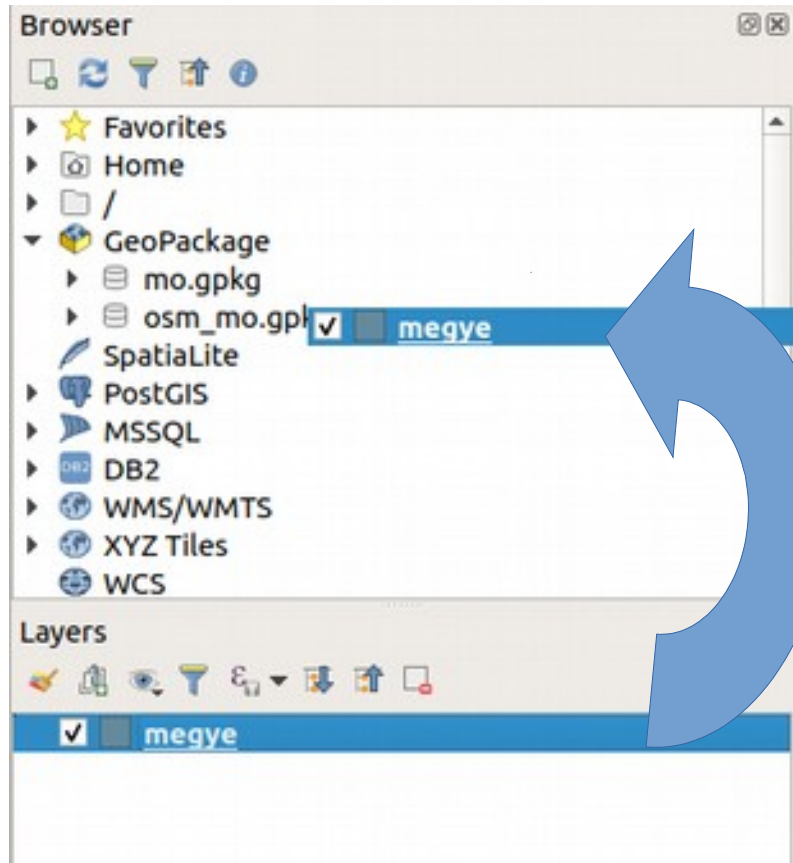 Browser
Favorites
Home
/
GeoPackage
mo.gpkg
osm_mo.gpl megye
SpatiaLite
PostGIS
MSSQL
DB2 DB2
WMS/WMTS
XYZ Tiles
WCS
Layers
megye